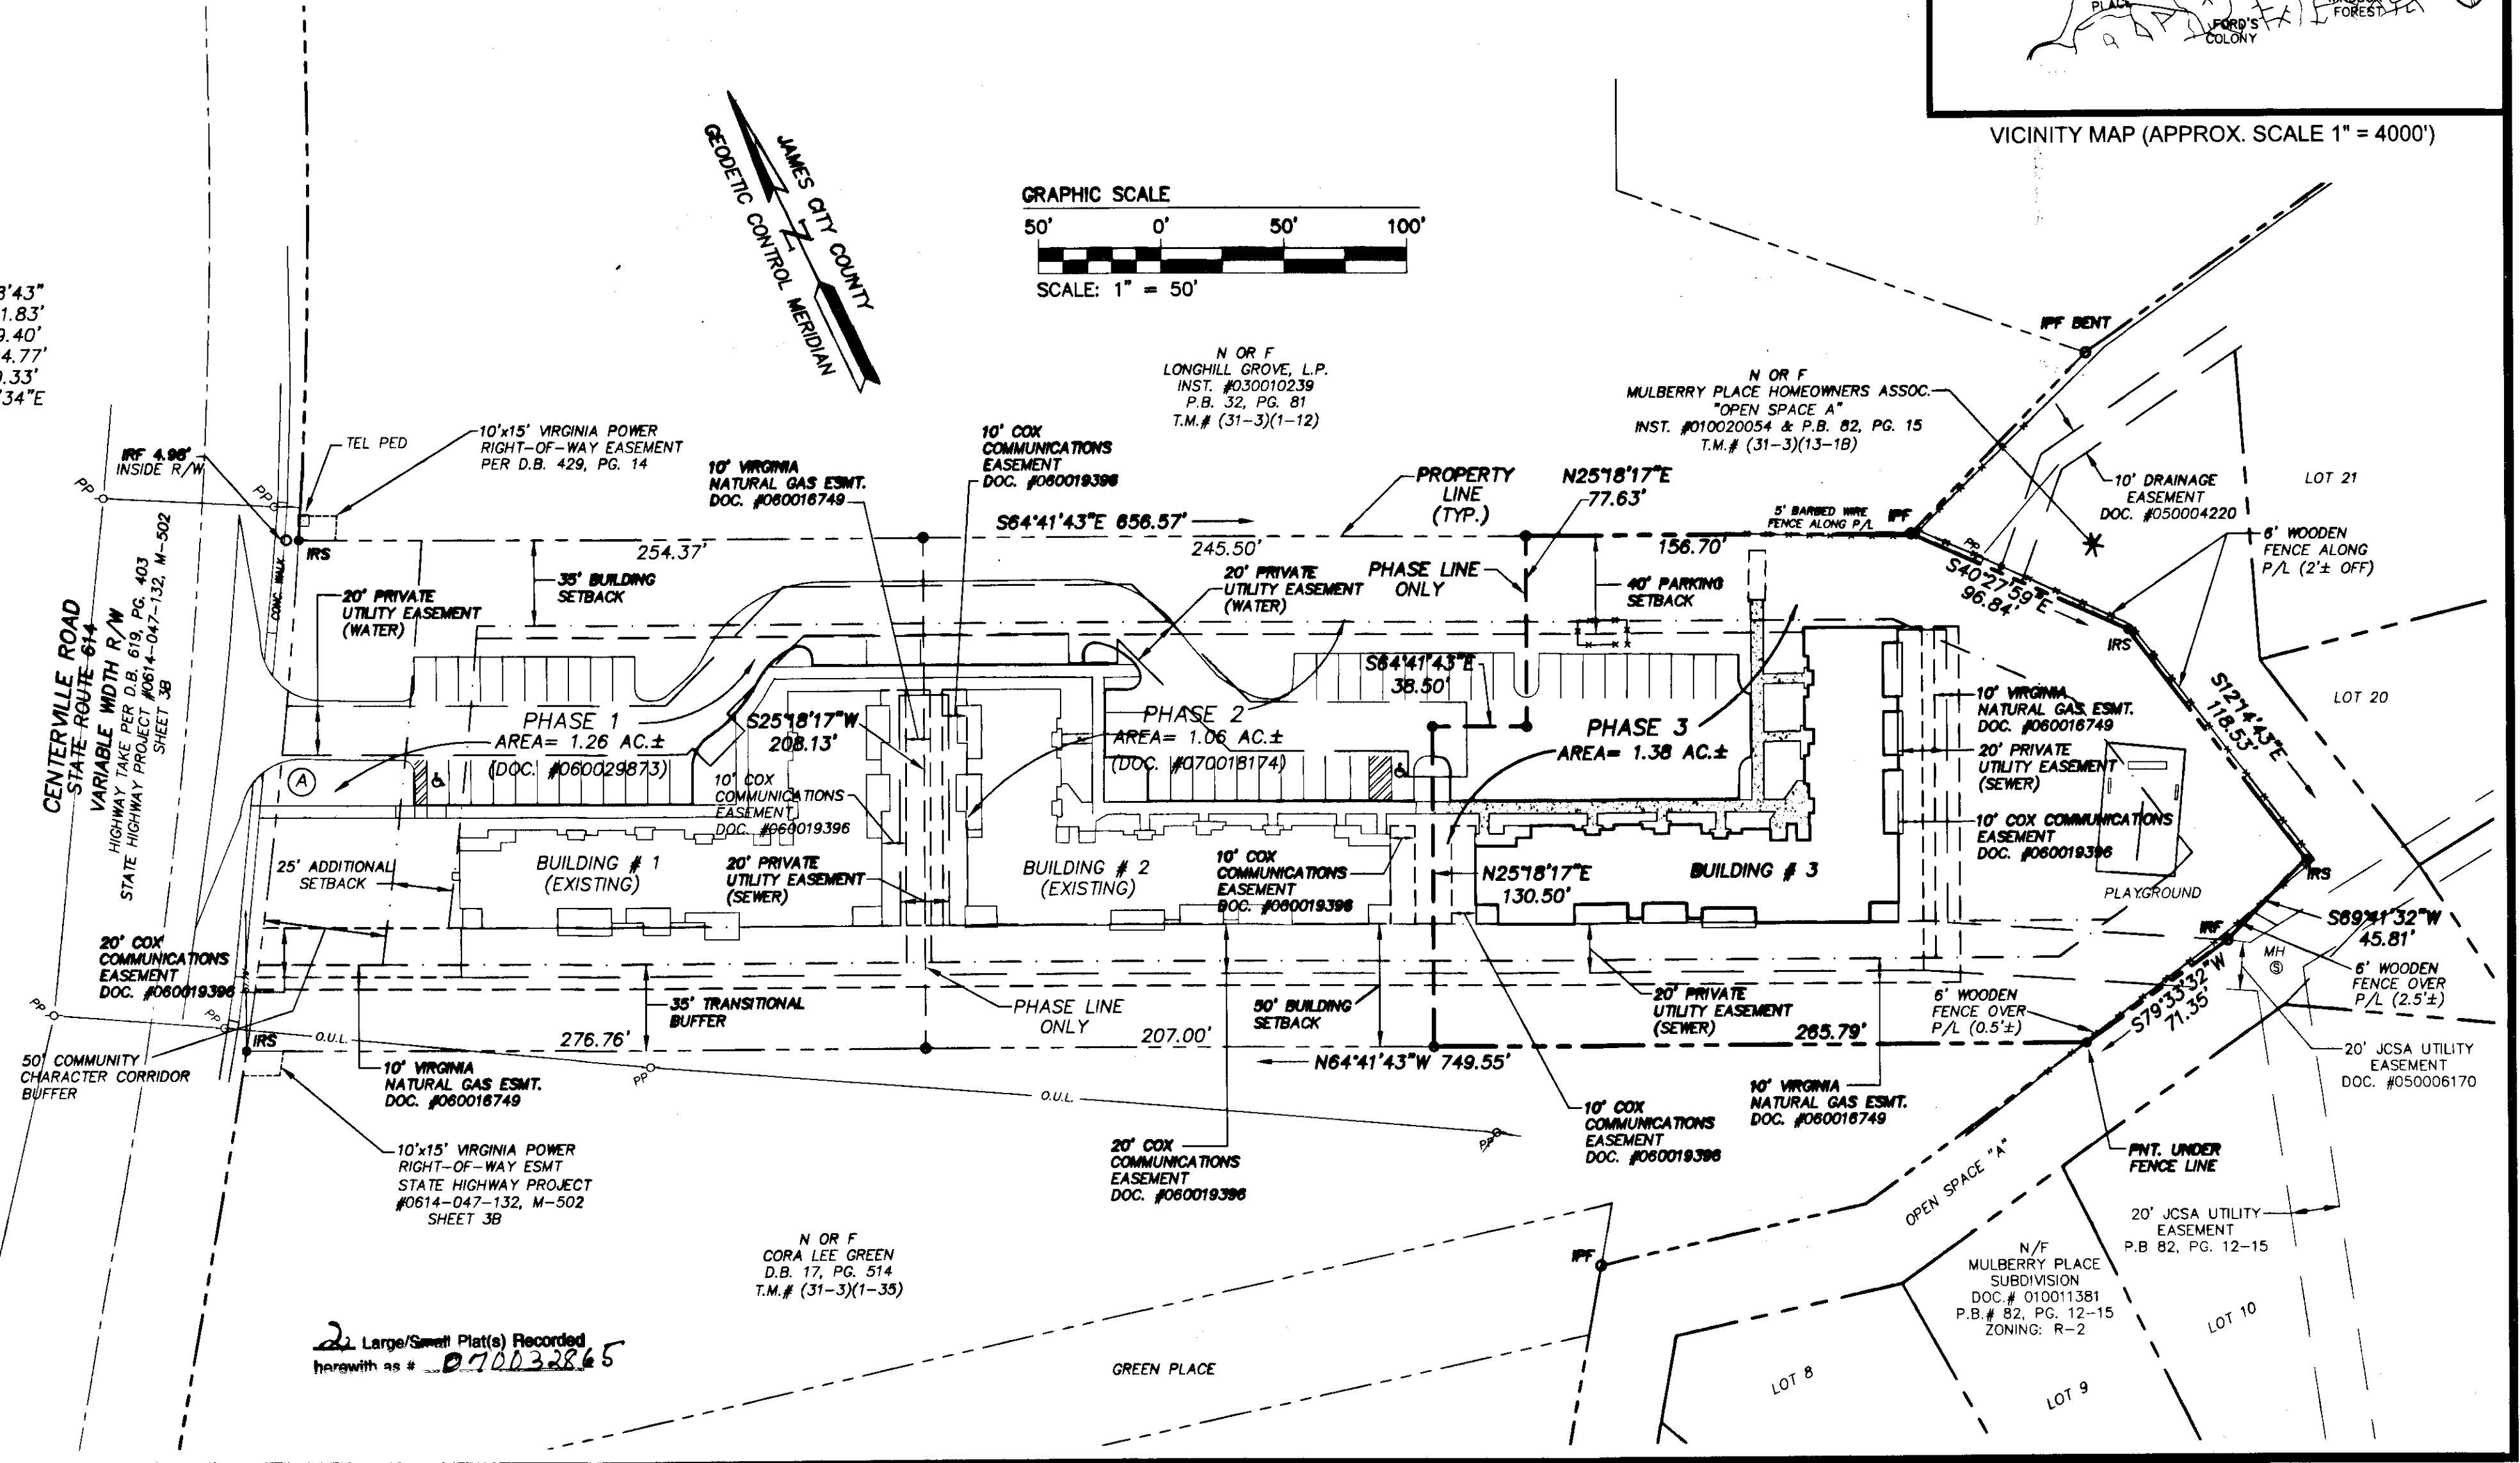 PLACE
FORD'S
COLONY
FOREST
VICINITY MAP (APPROX. SCALE 1" = 4000')
GRAPHIC SCALE
50' 0' 50' 100'
SCALE: 1" = 50'
JAMES CITY COUNTY
GEODETIC CONTROL MERIDIAN
8'43"
1.83'
9.40'
4.77'
9.33'
'34"E
IRF 4.98'
INSIDE R/W
TEL PED
10'x15' VIRGINIA POWER
RIGHT-OF-WAY EASEMENT
PER D.B. 429, PG. 14
PP
PP
IRS
CONC. WALK
10' VIRGINIA
NATURAL GAS ESMT.
DOC. #060016749
10' COX
COMMUNICATIONS
EASEMENT
DOC. #060019396
N OR F
LONGHILL GROVE, L.P.
INST. #030010239
P.B. 32, PG. 81
T.M.# (31-3)(1-12)
N OR F
MULBERRY PLACE HOMEOWNERS ASSOC.
"OPEN SPACE A"
INST. #010020054 & P.B. 82, PG. 15
T.M.# (31-3)(13-1B)
IPF BENT
PROPERTY
LINE
(TYP.)
N25°18'17"E
77.63'
S64°41'43"E 656.57'
254.37'
245.50'
156.70'
5' BARBED WIRE
FENCE ALONG P/L
IPF
PP
10' DRAINAGE
EASEMENT
DOC. #050004220
LOT 21
6' WOODEN
FENCE ALONG
P/L (2'± OFF)
S40°27'59"E
96.84'
IRS
LOT 20
S12°14'43"E
118.53'
35' BUILDING
SETBACK
20' PRIVATE
UTILITY EASEMENT
(WATER)
20' PRIVATE
UTILITY EASEMENT
(WATER)
PHASE LINE
ONLY
40' PARKING
SETBACK
CENTERVILLE ROAD
STATE ROUTE 614
VARIABLE WIDTH R/W
HIGHWAY TAKE PER D.B. 619, PG. 403
STATE HIGHWAY PROJECT #0614-047-132, M-502
SHEET 3B
S64°41'43"E
38.50'
PHASE 1
AREA= 1.26 AC.±
(DOC. #060029873)
A
S25°18'17"W
208.13'
PHASE 2
AREA= 1.06 AC.±
(DOC. #070018174)
PHASE 3
AREA= 1.38 AC.±
10' VIRGINIA
NATURAL GAS ESMT.
DOC. #060016749
20' PRIVATE
UTILITY EASEMENT
(SEWER)
10' COX COMMUNICATIONS
EASEMENT
DOC. #060019396
10' COX
COMMUNICATIONS
EASEMENT
DOC. #060019396
25' ADDITIONAL
SETBACK
BUILDING # 1
(EXISTING)
20' PRIVATE
UTILITY EASEMENT
(SEWER)
BUILDING # 2
(EXISTING)
10' COX
COMMUNICATIONS
EASEMENT
DOC. #060019396
N25°18'17"E
130.50'
BUILDING # 3
PLAYGROUND
IRS
S69°41'32"W
45.81'
IRF
MH
S
6' WOODEN
FENCE OVER
P/L (2.5'±)
S79°33'32"W
71.35'
20' COX
COMMUNICATIONS
EASEMENT
DOC. #060019396
PP
PP
IRS
O.U.L.
50' COMMUNITY
CHARACTER CORRIDOR
BUFFER
276.76'
10' VIRGINIA
NATURAL GAS ESMT.
DOC. #060016749
35' TRANSITIONAL
BUFFER
PP
PHASE LINE
ONLY
O.U.L.
207.00'
50' BUILDING
SETBACK
N64°41'43"W 749.55'
20' PRIVATE
UTILITY EASEMENT
(SEWER)
265.79'
6' WOODEN
FENCE OVER
P/L (0.5'±)
20' JCSA UTILITY
EASEMENT
DOC. #050006170
10' VIRGINIA
NATURAL GAS ESMT.
DOC. #060016749
10' COX
COMMUNICATIONS
EASEMENT
DOC. #060019396
PP
20' COX
COMMUNICATIONS
EASEMENT
DOC. #060019396
10'x15' VIRGINIA POWER
RIGHT-OF-WAY ESMT
STATE HIGHWAY PROJECT
#0614-047-132, M-502
SHEET 3B
PNT. UNDER
FENCE LINE
OPEN SPACE "A"
20' JCSA UTILITY
EASEMENT
P.B 82, PG. 12-15
N OR F
CORA LEE GREEN
D.B. 17, PG. 514
T.M.# (31-3)(1-35)
IPF
N/F
MULBERRY PLACE
SUBDIVISION
DOC.# 010011381
P.B.# 82, PG. 12-15
ZONING: R-2
LOT 10
LOT 9
LOT 8
GREEN PLACE
2 Large/Small Plat(s) Recorded
herewith as # 070032865